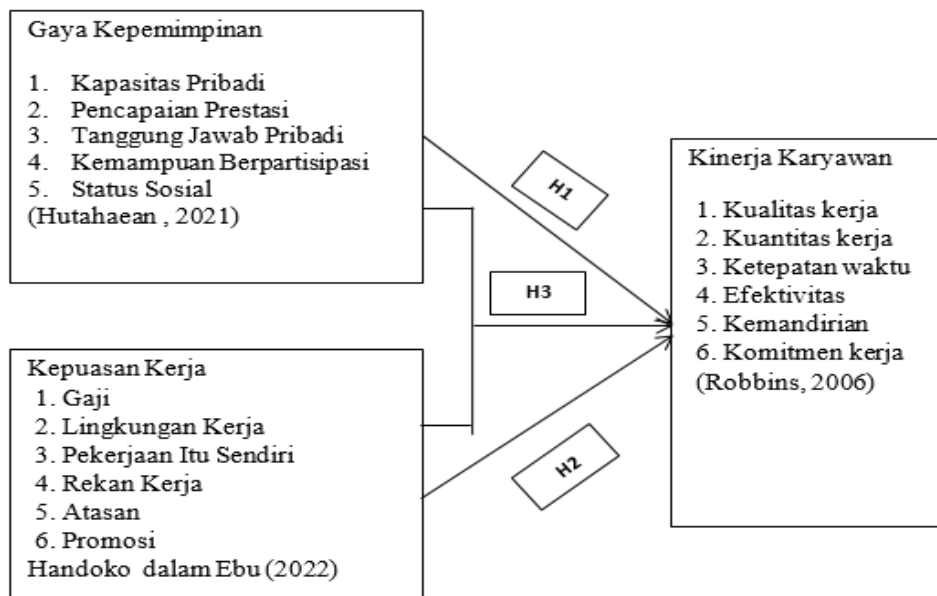 Gaya Kepemimpinan
1. Kapasitas Pribadi
2. Pencapaian Prestasi
3. Tanggung Jawab Pribadi
4. Kemampuan Berpartisipasi
5. Status Sosial
(Hutahaean , 2021)
Kepuasan Kerja
1. Gaji
2. Lingkungan Kerja
3. Pekerjaan Itu Sendiri
4. Rekan Kerja
5. Atasan
6. Promosi
Handoko dalam Ebu (2022)
H1
H3
H2
Kinerja Karyawan
1. Kualitas kerja
2. Kuantitas kerja
3. Ketepatan waktu
4. Efektivitas
5. Kemandirian
6. Komitmen kerja
(Robbins, 2006)